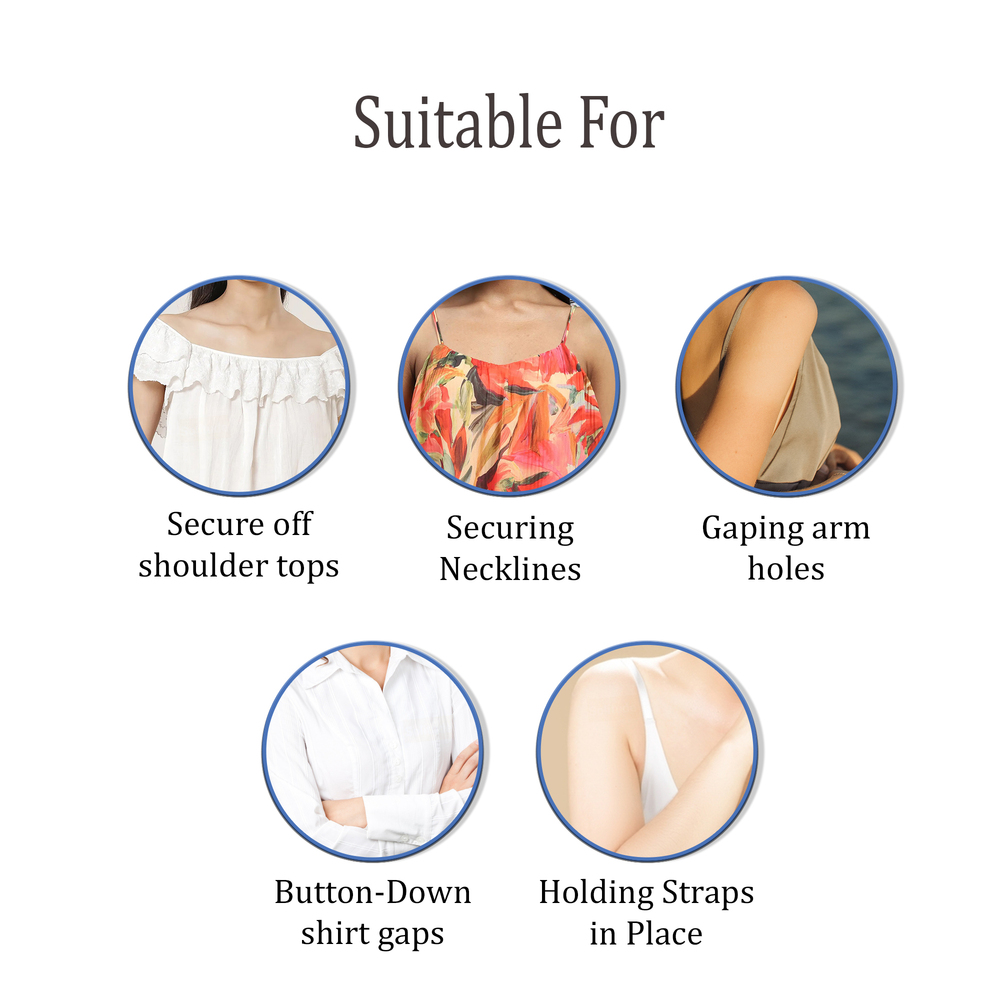 Suitable For
Secure off
shoulder tops
Securing
Necklines
Gaping arm
holes
Button-Down
shirt gaps
Holding Straps
in Place